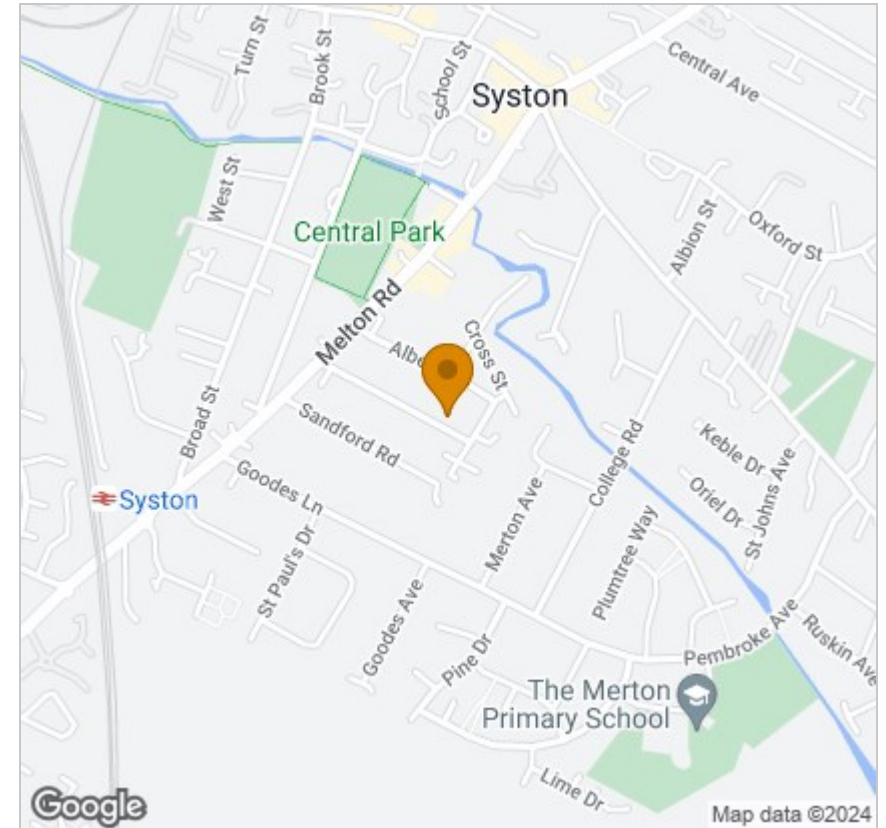 Turn St
Brook St
School St
Syston
Central Ave
West St
Central Park
Albion St
Oxford St
Melton Rd
Cross St
Albe
Broad St
Sandford Rd
Keble Dr
College Rd
Syston
Goodes Ln
Oriel Dr
St Johns Ave
Merton Ave
Plumtree Way
St Paul's Dr
Goodes Ave
Pine Dr
Pembroke Ave
Ruskin Ave
The Merton
Primary School
Lime Dr
Google
Map data ©2024